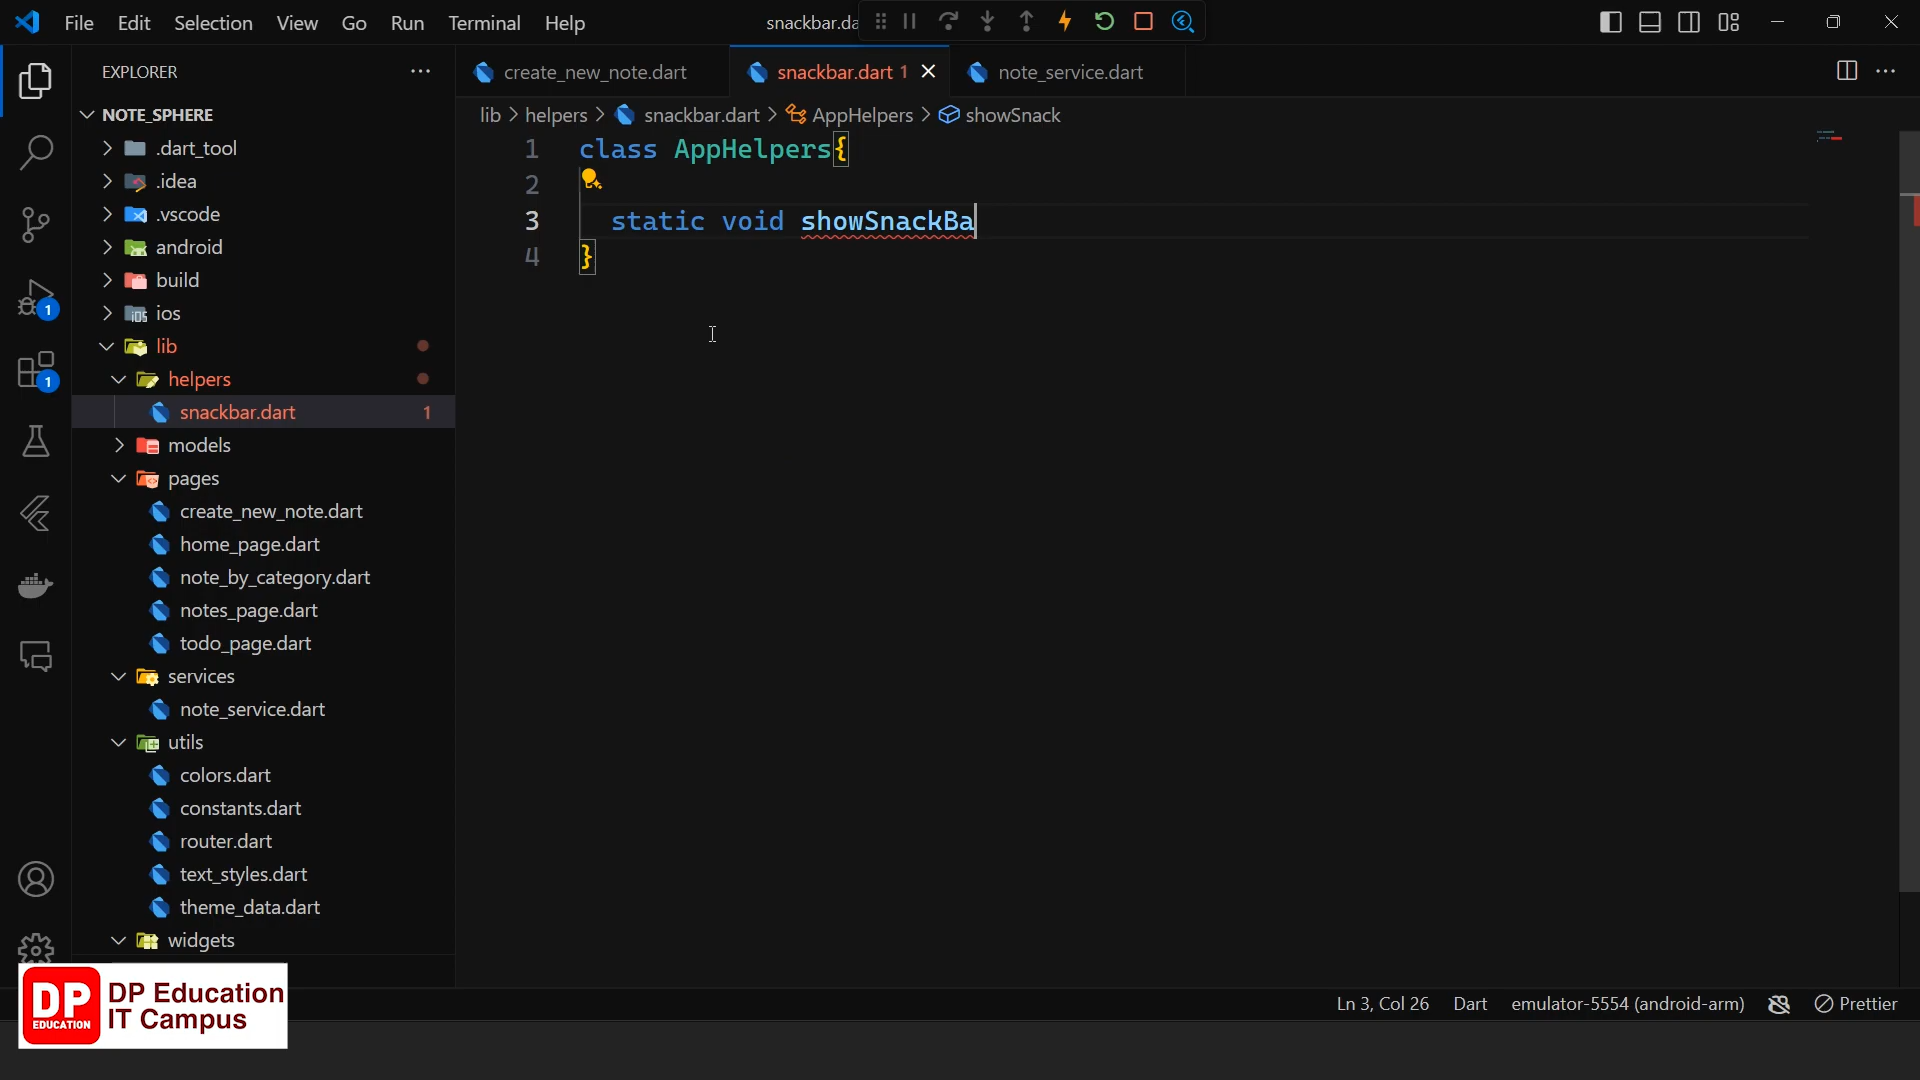 File Edit Selection View Go Run Terminal Help
snackbar.da
EXPLORER
create_new_note.dart
snackbar.dart 1
note_service.dart
lib > helpers > snackbar.dart > AppHelpers > showSnack
NOTE_SPHERE
.dart_tool
.idea
.vscode
android
build
ios
lib
helpers
snackbar.dart 1
models
pages
create_new_note.dart
home_page.dart
note_by_category.dart
notes_page.dart
todo_page.dart
services
note_service.dart
utils
colors.dart
constants.dart
router.dart
text_styles.dart
theme_data.dart
widgets
1
1
1 class AppHelpers{
2
3 static void showSnackBa
4 }
DP EDUCATION
DP Education
IT Campus
Ln 3, Col 26 Dart emulator-5554 (android-arm) Prettier